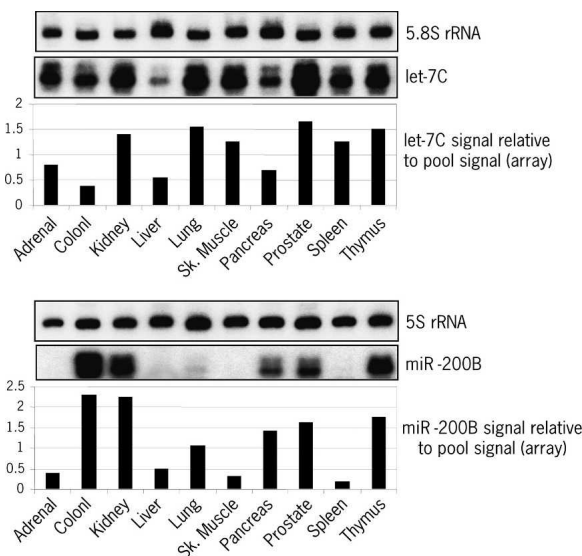 5.8S rRNA
let-7C
2
1.5
1
0.5
0
let-7C signal relative
to pool signal (array)
Adrenal
Colonl
Kidney
Liver
Lung
Sk. Muscle
Pancreas
Prostate
Spleen
Thymus
5S rRNA
miR-200B
2.5
2
1.5
1
0.5
0
miR-200B signal relative
to pool signal (array)
Adrenal
Colonl
Kidney
Liver
Lung
Sk. Muscle
Pancreas
Prostate
Spleen
Thymus